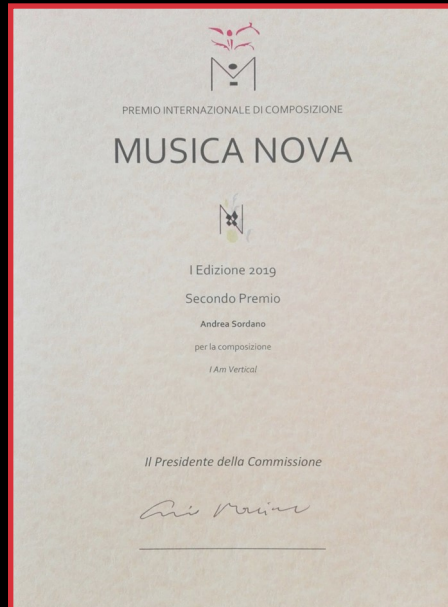 PREMIO INTERNAZIONALE DI COMPOSIZIONE
MUSICA NOVA
I Edizione 2019
Secondo Premio
Andrea Sordano
per la composizione
I Am Vertical
Il Presidente della Commissione